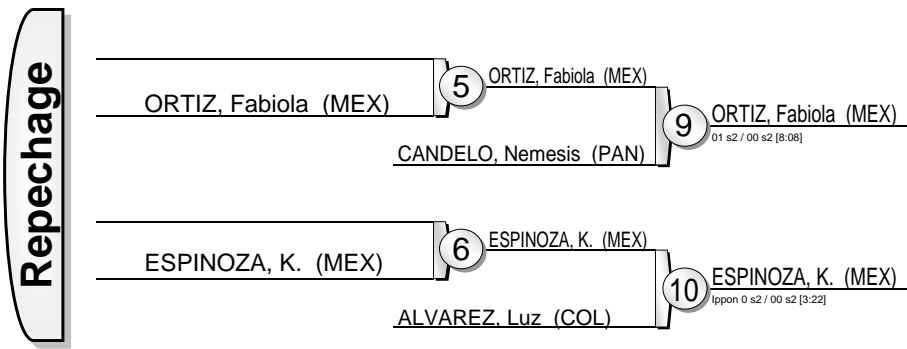 Repechage
ORTIZ, Fabiola (MEX)
5
ORTIZ, Fabiola (MEX)
CANDELO, Nemesis (PAN)
9
ORTIZ, Fabiola (MEX)
01 s2 / 00 s2 [8:08]
ESPINOZA, K. (MEX)
6
ESPINOZA, K. (MEX)
ALVAREZ, Luz (COL)
10
ESPINOZA, K. (MEX)
Ippon 0 s2 / 00 s2 [3:22]